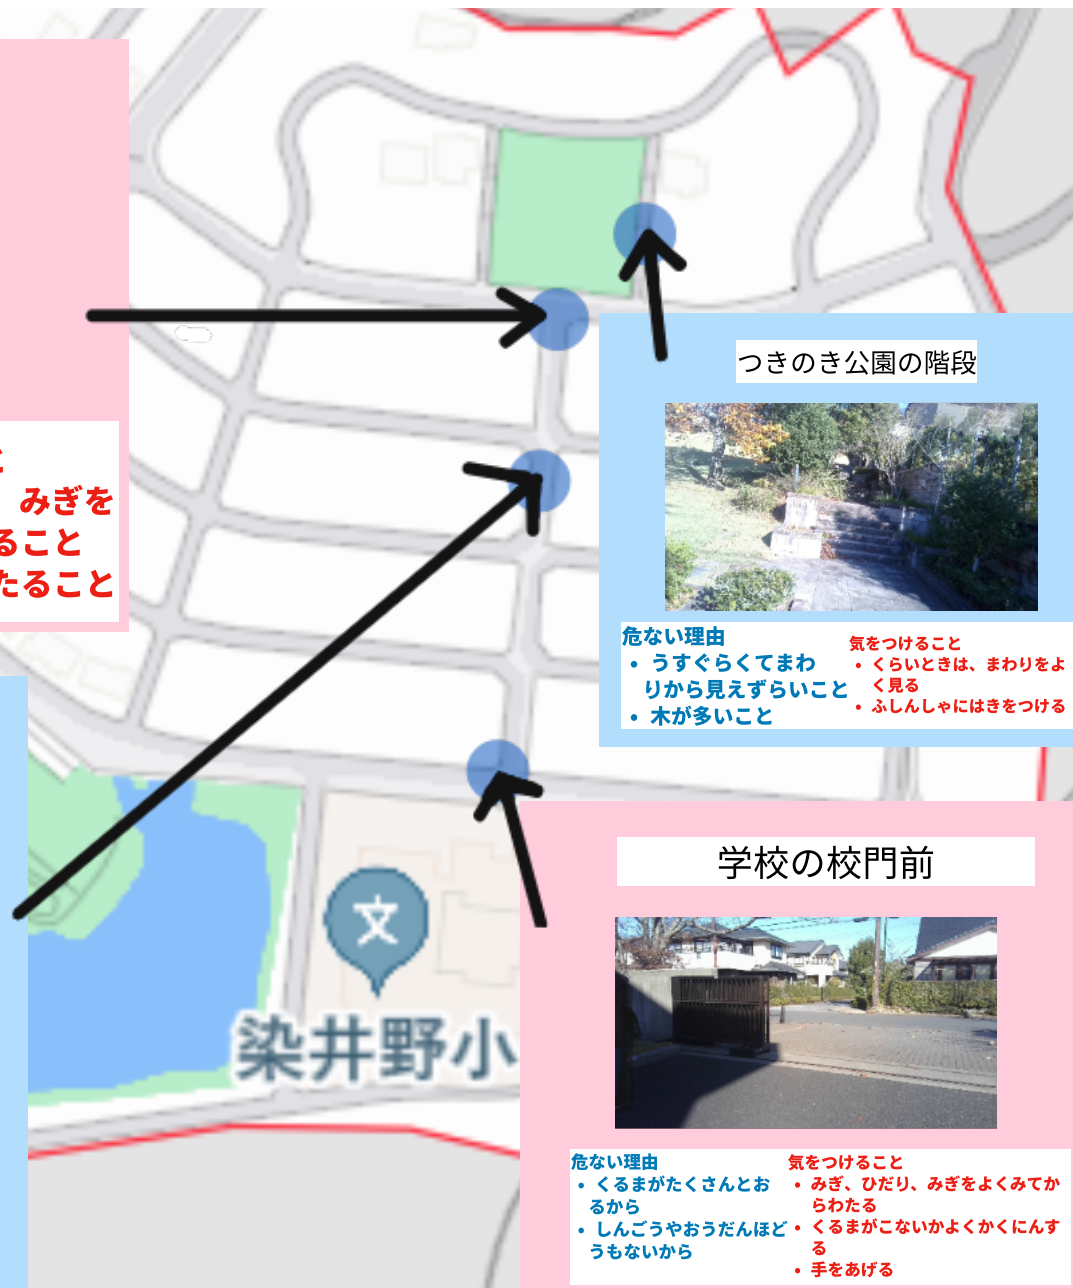 みぎを
ること
たること
つきのき公園の階段
危ない理由
• うすぐらくてまわ
りから見えずらいこと
• 木が多いこと
気をつけること
• くらいときは、まわりをよ
く見る
• ふしんしゃにはきをつける
文
染井野小
学校の校門前
危ない理由
• くるまがたくさんとお
るから
• しんごうやおうだんほど
うもないから
気をつけること
• みぎ、ひだり、みぎをよくみてか
らわたる
• くるまがこないかよくかくにんす
る
• 手をあげる